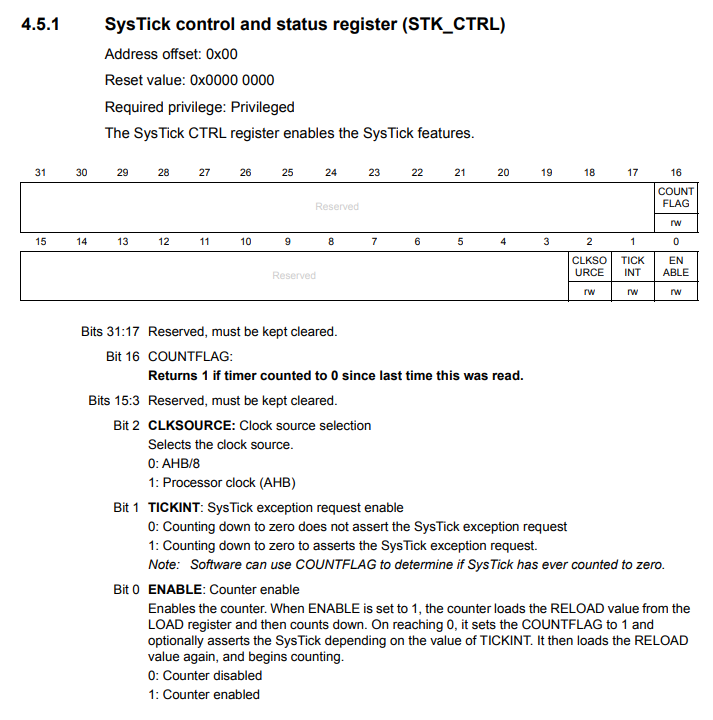 4.5.1 SysTick control and status register (STK_CTRL)
Address offset: 0x00
Reset value: 0x0000 0000
Required privilege: Privileged
The SysTick CTRL register enables the SysTick features.
31 30 29 28 27 26 25 24 23 22 21 20 19 18 17 16
Reserved
COUNT
FLAG
rw
15 14 13 12 11 10 9 8 7 6 5 4 3 2 1 0
Reserved
CLKSO
URCE
TICK
INT
EN
ABLE
rw rw rw
Bits 31:17 Reserved, must be kept cleared.
Bit 16 COUNTFLAG:
Returns 1 if timer counted to 0 since last time this was read.
Bits 15:3 Reserved, must be kept cleared.
Bit 2 CLKSOURCE: Clock source selection
Selects the clock source.
0: AHB/8
1: Processor clock (AHB)
Bit 1 TICKINT: SysTick exception request enable
0: Counting down to zero does not assert the SysTick exception request
1: Counting down to zero to asserts the SysTick exception request.
Note: Software can use COUNTFLAG to determine if SysTick has ever counted to zero.
Bit 0 ENABLE: Counter enable
Enables the counter. When ENABLE is set to 1, the counter loads the RELOAD value from the
LOAD register and then counts down. On reaching 0, it sets the COUNTFLAG to 1 and
optionally asserts the SysTick depending on the value of TICKINT. It then loads the RELOAD
value again, and begins counting.
0: Counter disabled
1: Counter enabled